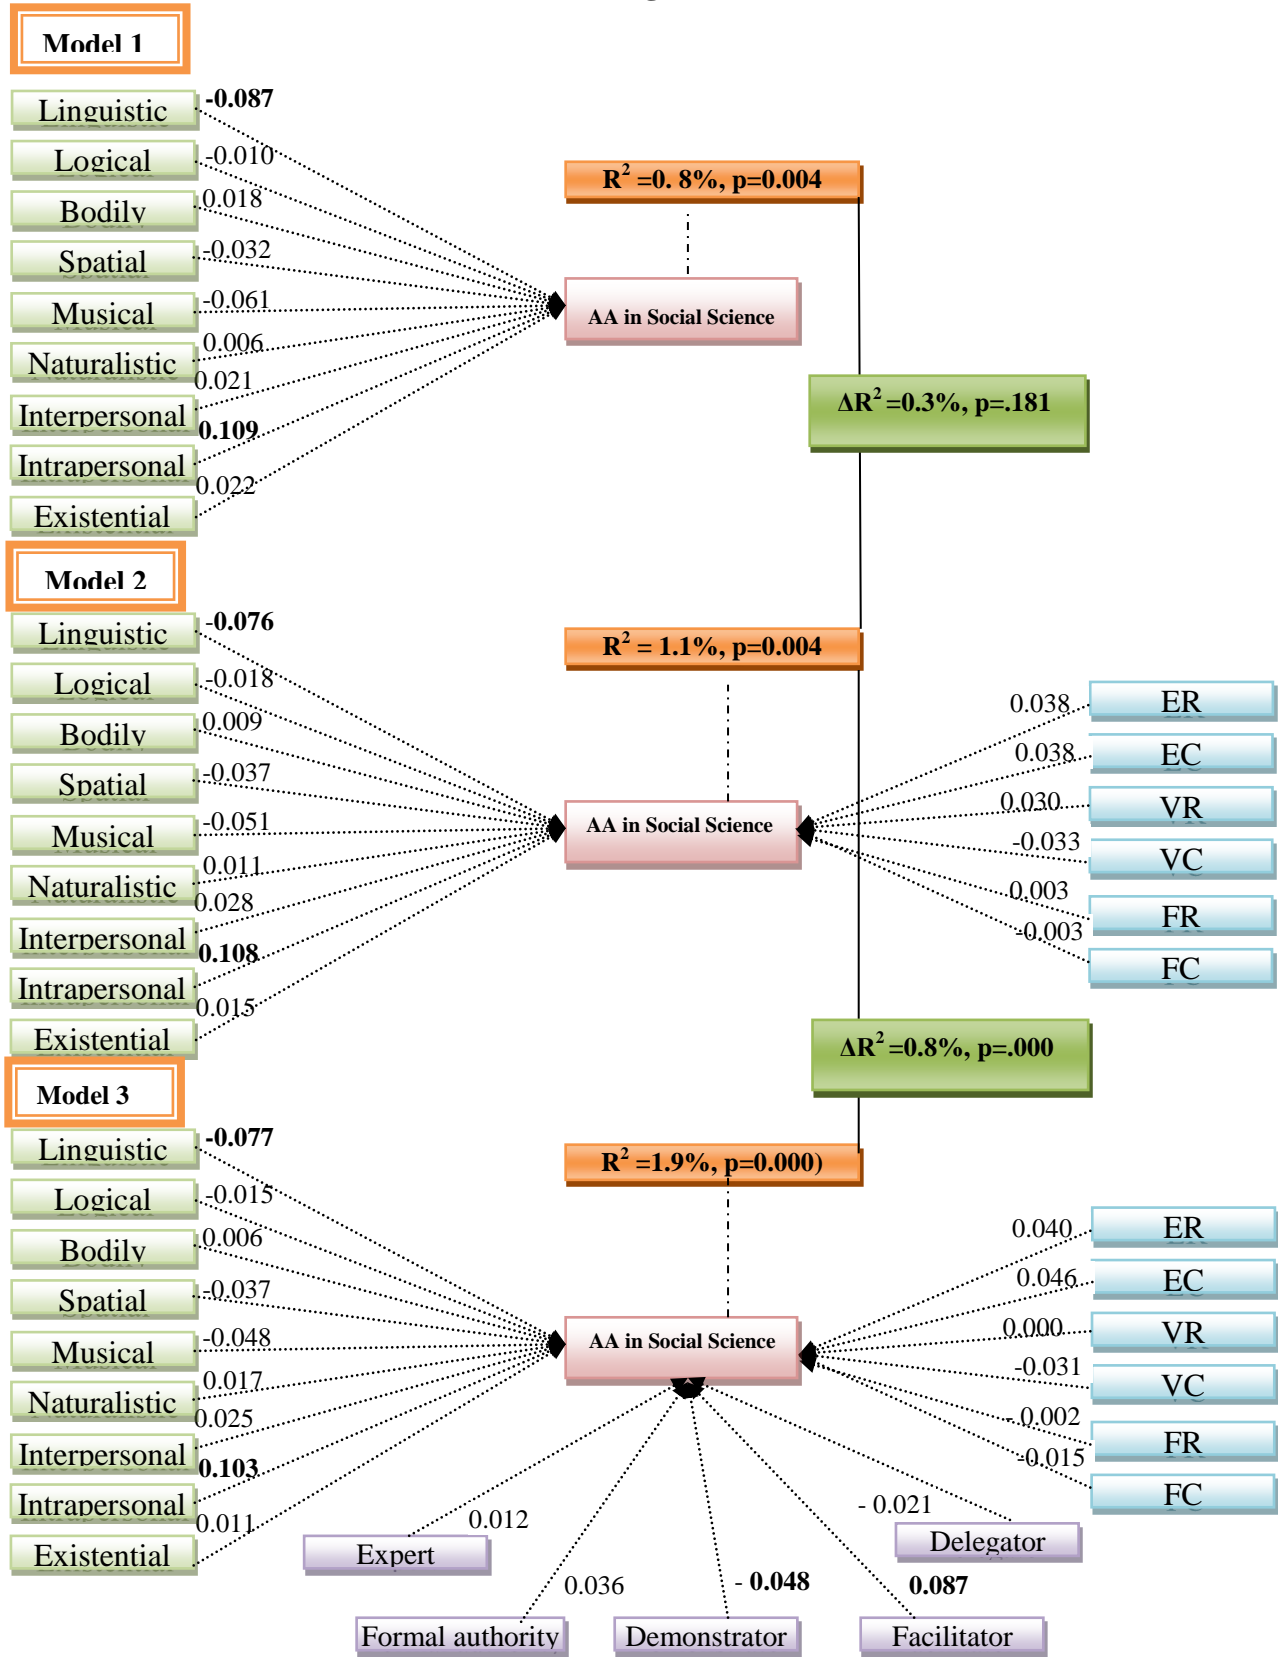 Model 1
Linguistic
-0.087
Logical
-0.010
Bodily
0.018
Spatial
-0.032
Musical
-0.061
Naturalistic
0.006
Interpersonal
0.021
Intrapersonal
0.109
Existential
0.022
R2 =0. 8%, p=0.004
AA in Social Science
ΔR2 =0.3%, p=.181
Model 2
Linguistic
-0.076
Logical
-0.018
Bodily
0.009
Spatial
-0.037
Musical
-0.051
Naturalistic
0.011
Interpersonal
0.028
Intrapersonal
0.108
Existential
0.015
R2 = 1.1%, p=0.004
AA in Social Science
0.038
ER
0.038
EC
0.030
VR
-0.033
VC
0.003
FR
-0.003
FC
ΔR2 =0.8%, p=.000
Model 3
Linguistic
-0.077
Logical
-0.015
Bodily
0.006
Spatial
-0.037
Musical
-0.048
Naturalistic
0.017
Interpersonal
0.025
Intrapersonal
0.103
Existential
0.011
R2 =1.9%, p=0.000)
AA in Social Science
0.040
ER
0.046
EC
0.000
VR
-0.031
VC
- 0.002
FR
-0.015
FC
0.012
Expert
0.036
Formal authority
- 0.048
Demonstrator
0.087
Facilitator
- 0.021
Delegator